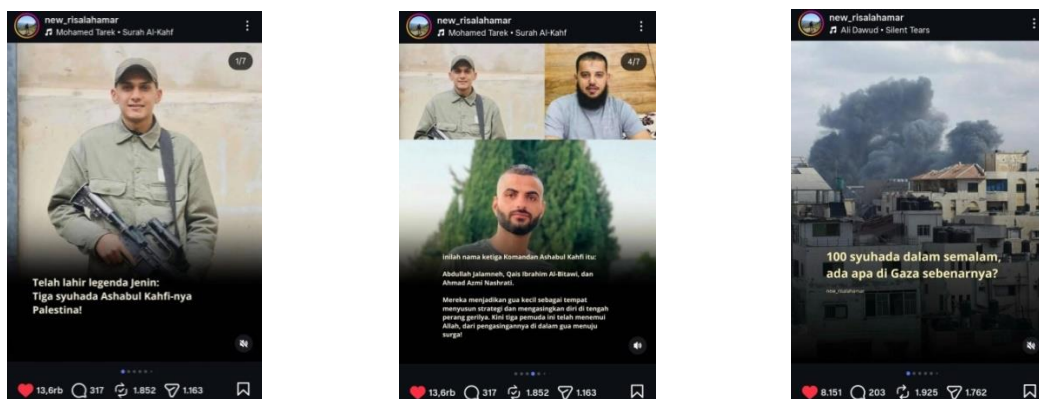 new_risalahamar
Mohamed Tarek • Surah Al-Kahf
1/7
Telah lahir legenda Jenin:
Tiga syuhada Ashabul Kahfi-nya
Palestina!
13,6rb 317 1.852 1.163
new_risalahamar
Mohamed Tarek • Surah Al-Kahf
4/7
Inilah nama ketiga Komandan Ashabul Kahfi itu:
Abdullah Jalamneh, Qais Ibrahim Al-Bitawi, dan
Ahmad Azmi Nashrati.
Mereka menjadikan gua kecil sebagai tempat
menyusun strategi dan mengasingkan diri di tengah
perang gerilya. Kini tiga pemuda ini telah menemui
Allah, dari pengasingannya di dalam gua menuju
surga!
13,6rb 317 1.852 1.163
new_risalahamar
Ali Dawud • Silent Tears
100 syuhada dalam semalam,
ada apa di Gaza sebenarnya?
new_risalahamar
8.151 203 1.925 1.762